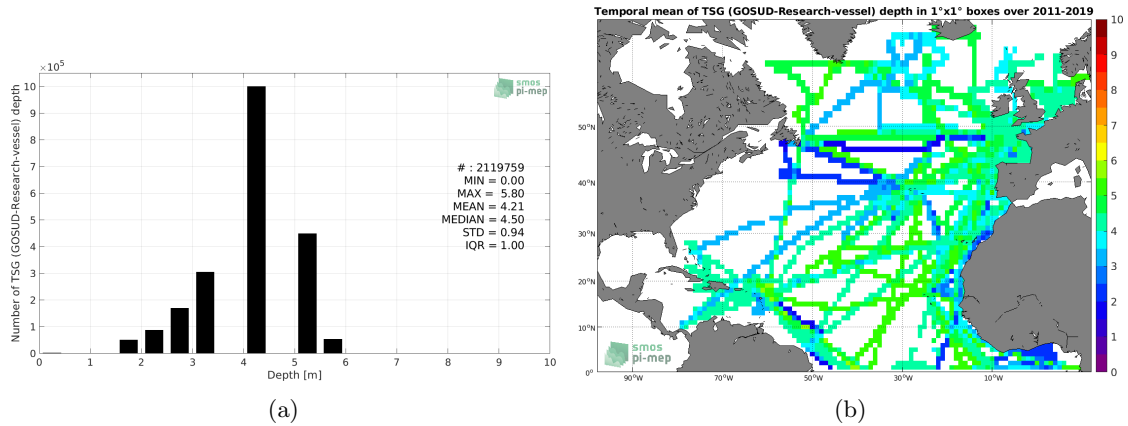 ×10⁵
10
9
8
7
6
5
4
3
2
1
0
Number of TSG (GOSUD-Research-vessel) depth
smos
pi-mep
# : 2119759
MIN = 0.00
MAX = 5.80
MEAN = 4.21
MEDIAN = 4.50
STD = 0.94
IQR = 1.00
0 1 2 3 4 5 6 7 8 9 10
Depth [m]
(a)
Temporal mean of TSG (GOSUD-Research-vessel) depth in 1°x1° boxes over 2011-2019
50°N
40°N
30°N
20°N
10°N
0°
90°W 70°W 50°W 30°W 10°W
smos
pi-mep
10
9
8
7
6
5
4
3
2
1
0
(b)